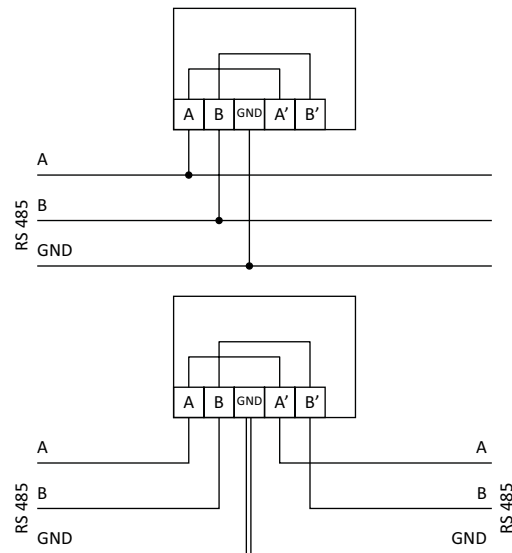 A B GND A’ B’
A
B
RS 485
GND
A B GND A’ B’
A A
B B
RS 485 RS 485
GND GND